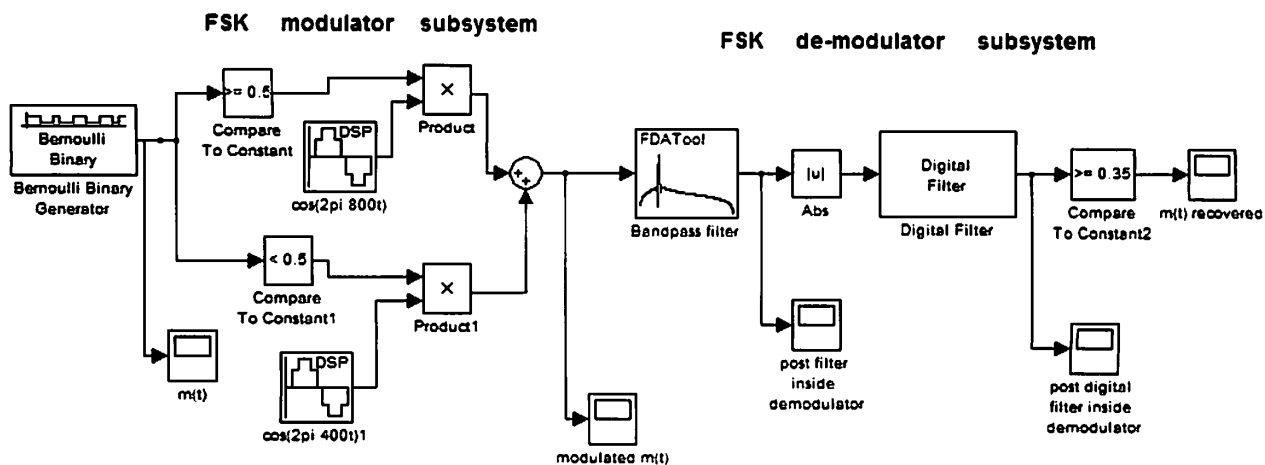 FSK modulator subsystem
FSK de-modulator subsystem
Bernoulli
Binary
Bernoulli Binary
Generator
>= 0.5
Compare
To Constant
DSP
cos(2pi 800t)
×
Product
< 0.5
Compare
To Constant1
DSP
cos(2pi 400t)1
×
Product1
m(t)
++
modulated m(t)
FDATool
Bandpass filter
post filter
inside
demodulator
|u|
Abs
Digital
Filter
Digital Filter
post digital
filter inside
demodulator
>= 0.35
Compare
To Constant2
m(t) recovered